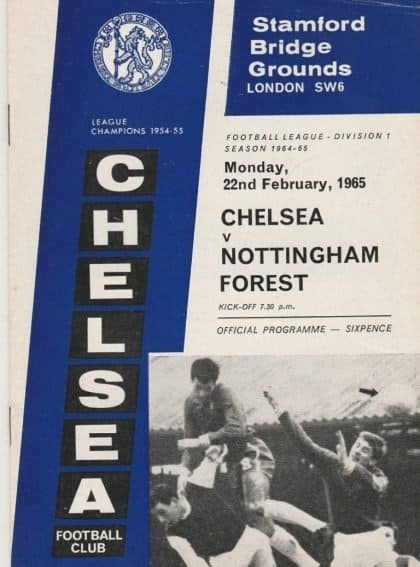 Stamford
Bridge
Grounds
LONDON SW6
LEAGUE
CHAMPIONS 1954-55
FOOTBALL LEAGUE - DIVISION 1
SEASON 1964-65
Monday,
22nd February, 1965
CHELSEA
v
NOTTINGHAM
FOREST
KICK-OFF 7.30 p.m.
OFFICIAL PROGRAMME — SIXPENCE
CHELSEA
FOOTBALL
CLUB